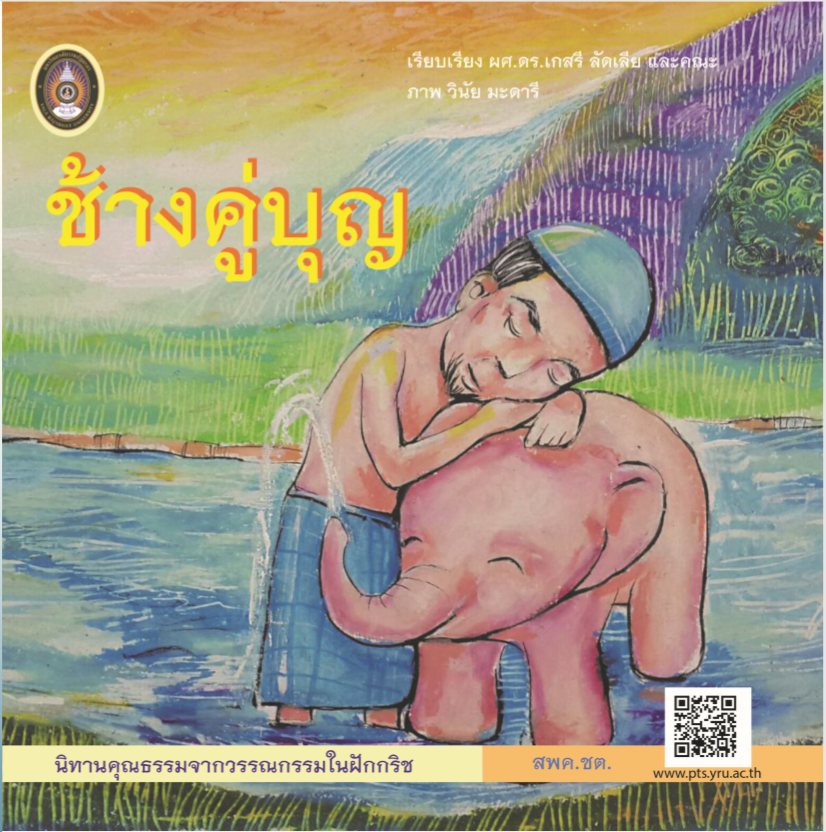 เรียบเรียง ผศ.ดร.เกสรี ลัดเลีย และคณะ
ภาพ วินัย มะดารี
ช้างคู่บุญ
นิทานคุณธรรมจากวรรณกรรมในฝักกริช
สพค.ชต.
www.pts.yru.ac.th